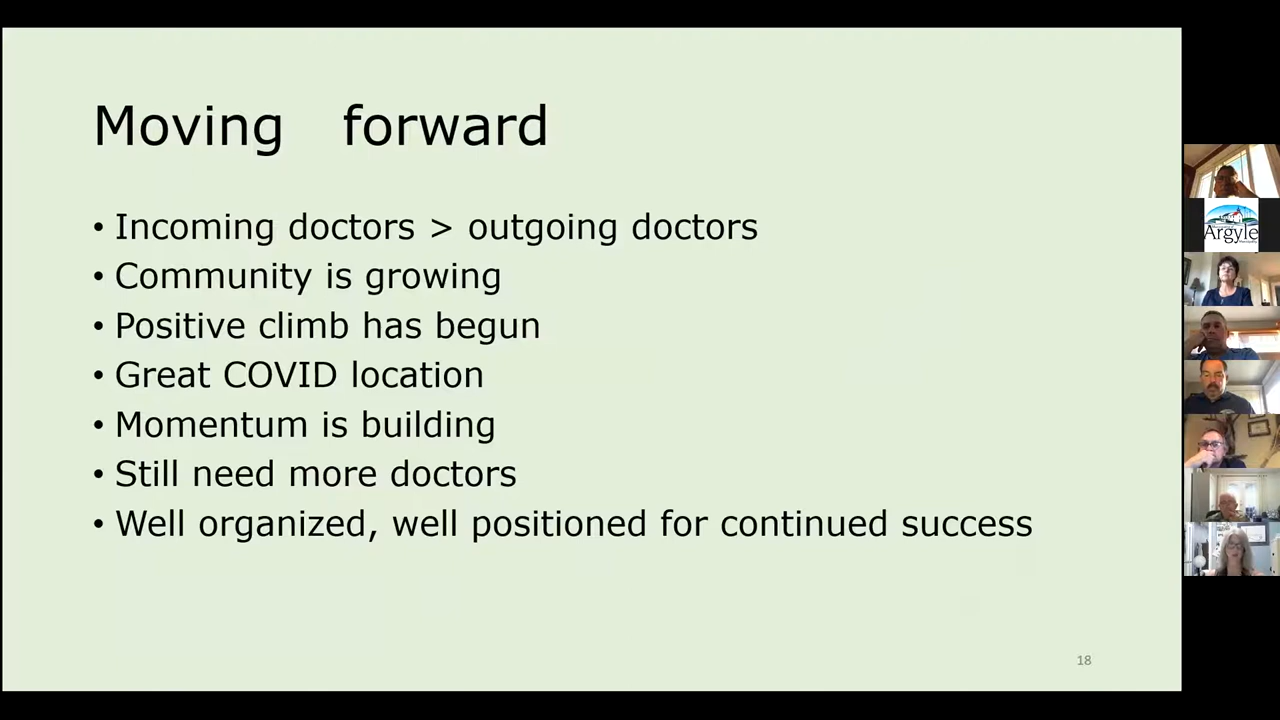 Moving forward
• Incoming doctors > outgoing doctors
• Community is growing
• Positive climb has begun
• Great COVID location
• Momentum is building
• Still need more doctors
• Well organized, well positioned for continued success
18
Argyle